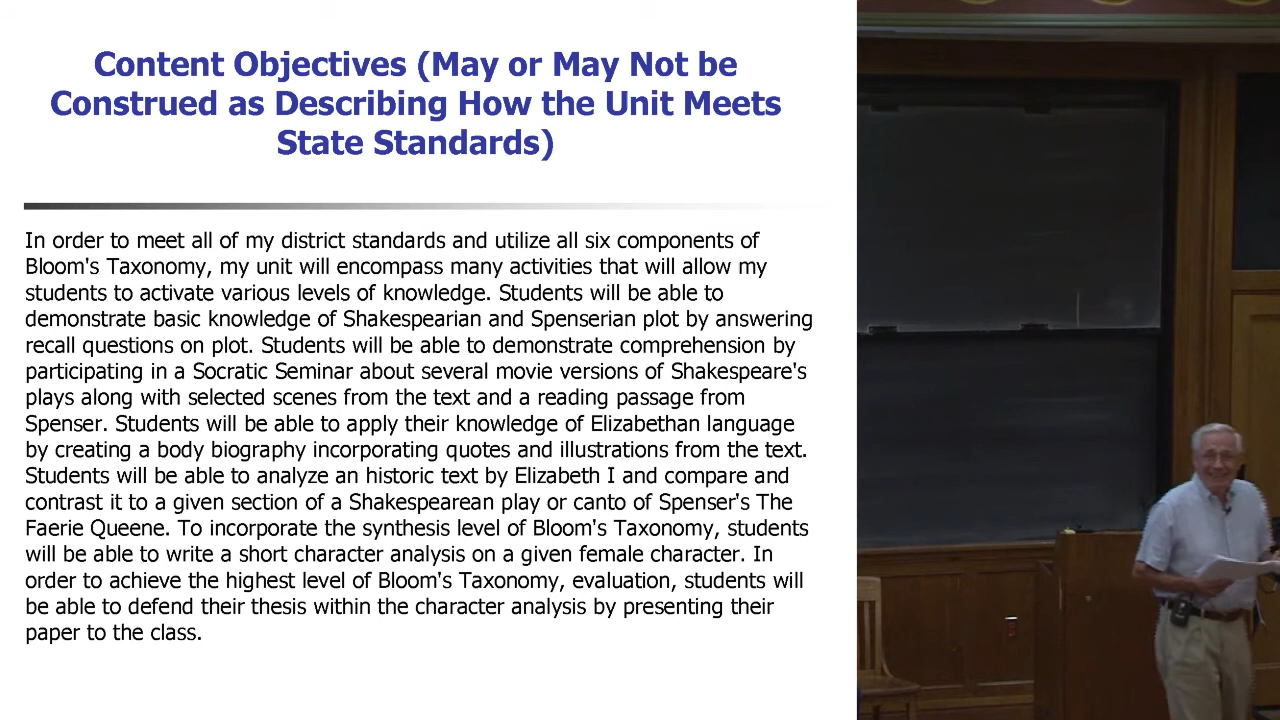 Content Objectives (May or May Not be
Construed as Describing How the Unit Meets
State Standards)
In order to meet all of my district standards and utilize all six components of
Bloom's Taxonomy, my unit will encompass many activities that will allow my
students to activate various levels of knowledge. Students will be able to
demonstrate basic knowledge of Shakespearian and Spenserian plot by answering
recall questions on plot. Students will be able to demonstrate comprehension by
participating in a Socratic Seminar about several movie versions of Shakespeare's
plays along with selected scenes from the text and a reading passage from
Spenser. Students will be able to apply their knowledge of Elizabethan language
by creating a body biography incorporating quotes and illustrations from the text.
Students will be able to analyze an historic text by Elizabeth I and compare and
contrast it to a given section of a Shakespearean play or canto of Spenser's The
Faerie Queene. To incorporate the synthesis level of Bloom's Taxonomy, students
will be able to write a short character analysis on a given female character. In
order to achieve the highest level of Bloom's Taxonomy, evaluation, students will
be able to defend their thesis within the character analysis by presenting their
paper to the class.